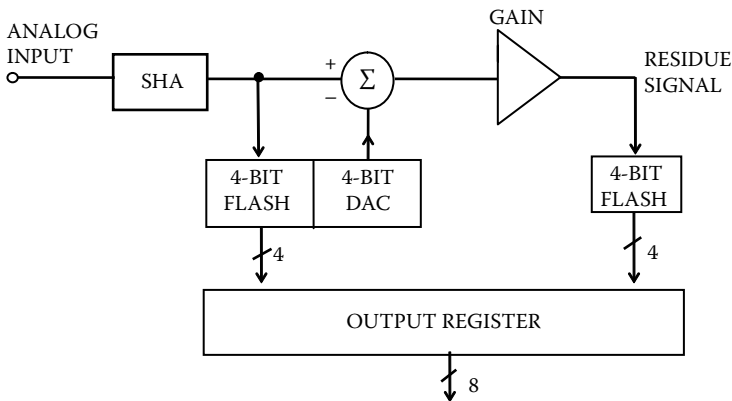 ANALOG
INPUT
SHA
+
−
Σ
GAIN
RESIDUE
SIGNAL
4-BIT
FLASH
4-BIT
DAC
4-BIT
FLASH
4
4
OUTPUT REGISTER
8